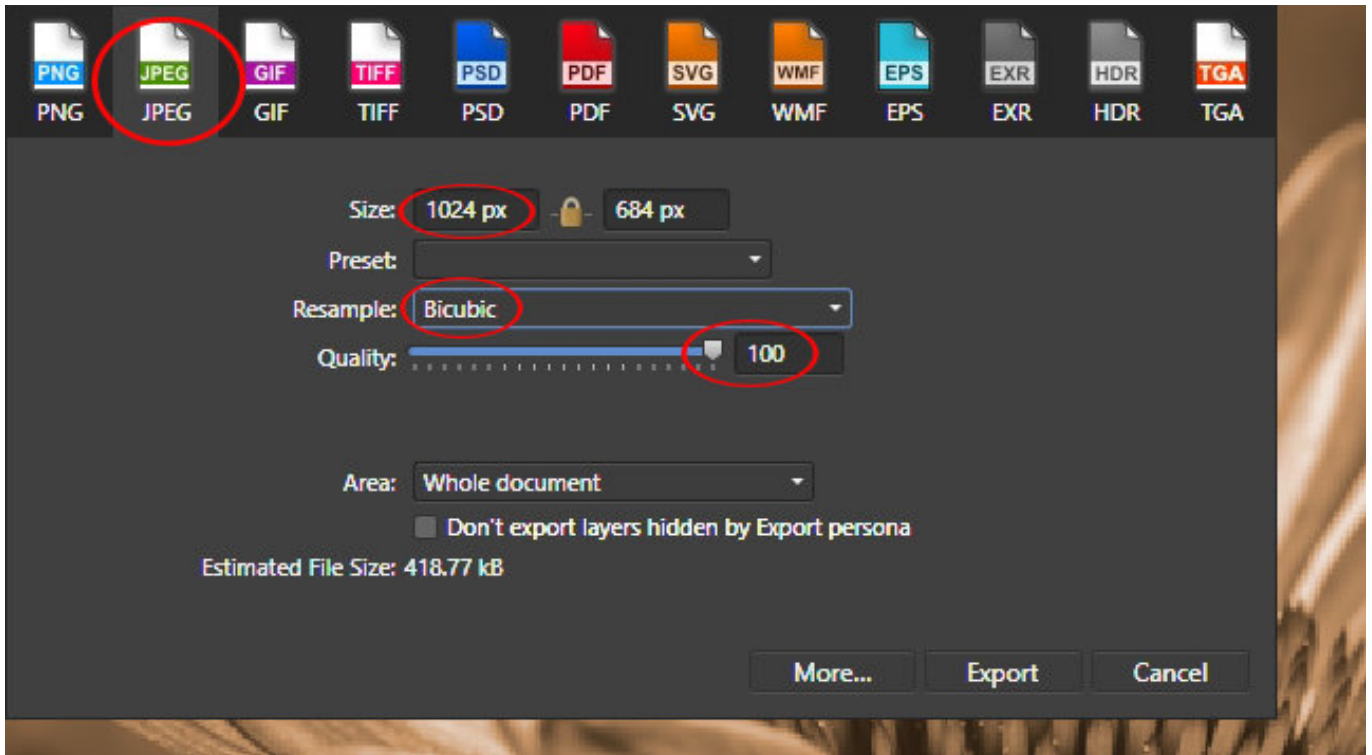 PNG JPEG GIF TIFF PSD PDF SVG WMF EPS EXR HDR TGA
PNG JPEG GIF TIFF PSD PDF SVG WMF EPS EXR HDR TGA
Size: 1024 px 684 px
Preset:
Resample: Bicubic
Quality: 100
Area: Whole document
Don't export layers hidden by Export persona
Estimated File Size: 418.77 kB
More... Export Cancel